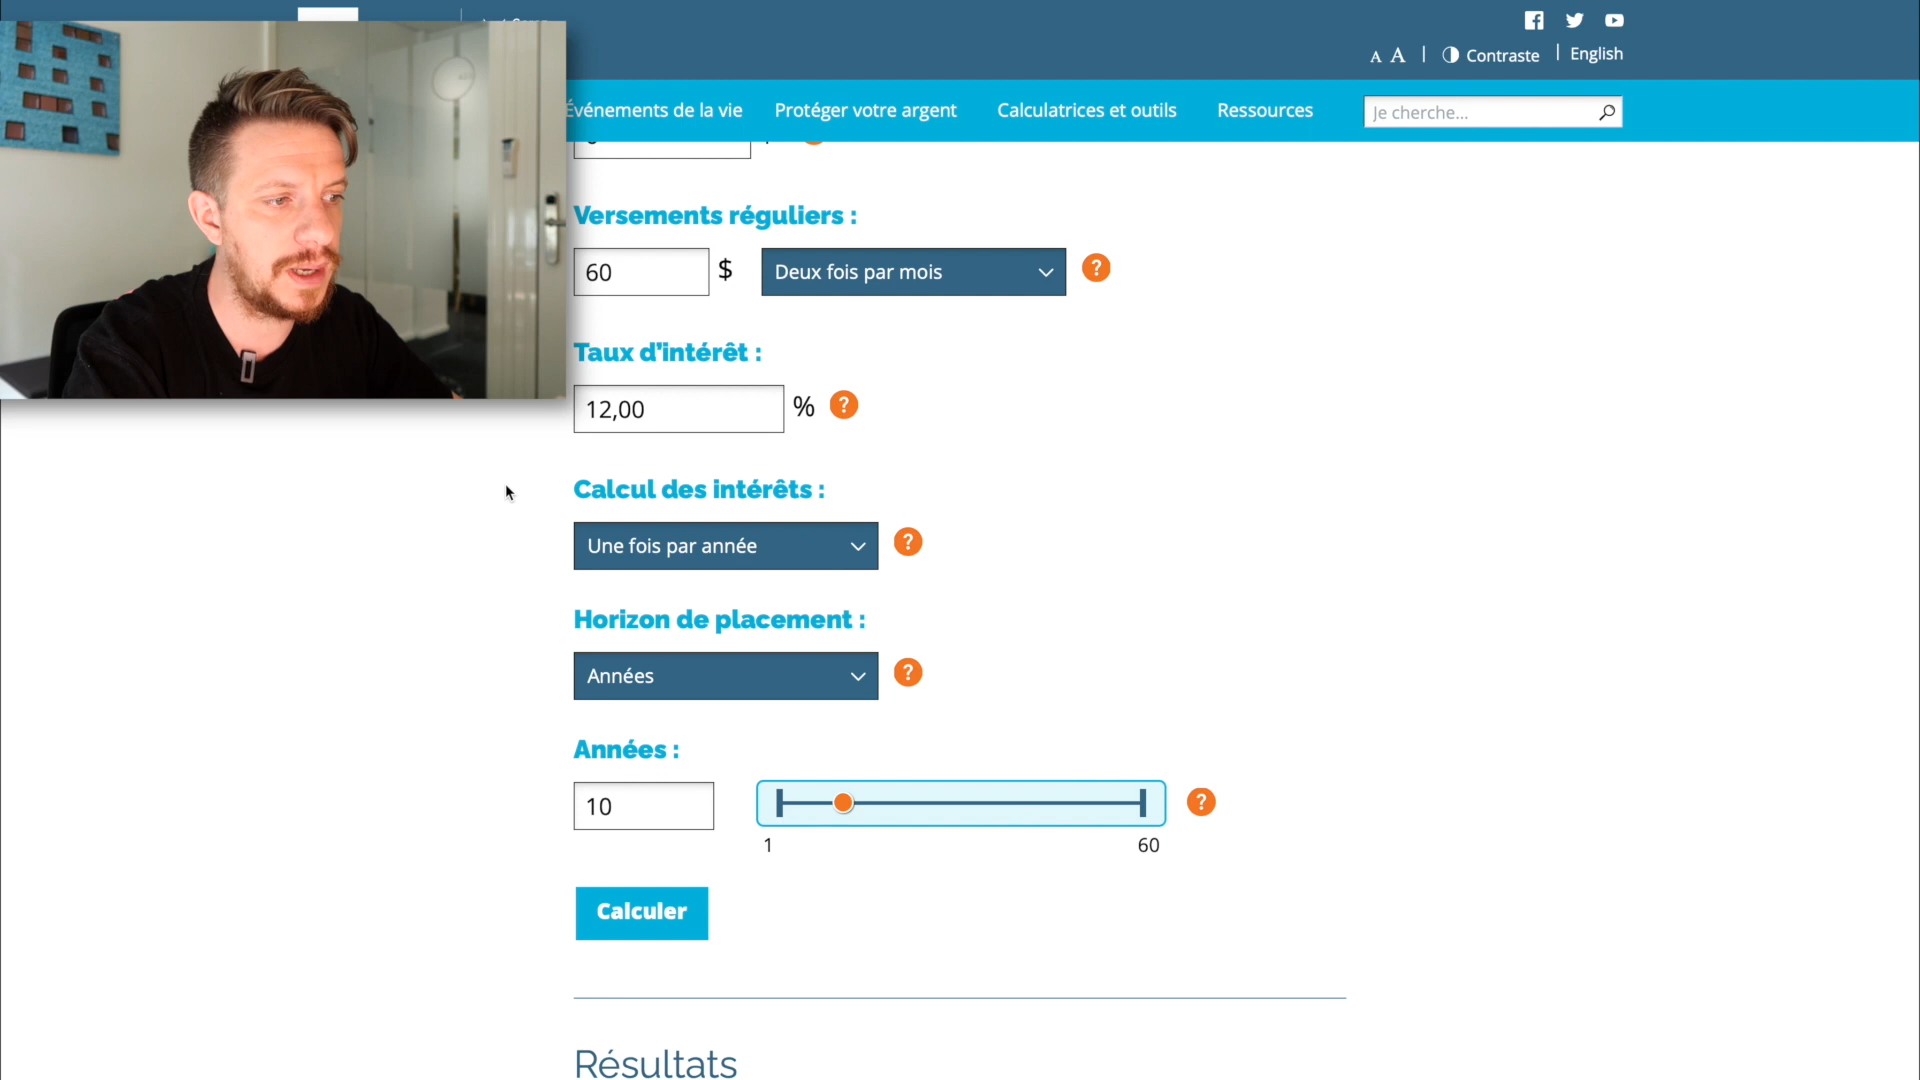 A A | Contraste | English
Événements de la vie Protéger votre argent Calculatrices et outils Ressources Je cherche...
Versements réguliers :
60 $ Deux fois par mois ?
Taux d'intérêt :
12,00 % ?
Calcul des intérêts :
Une fois par année ?
Horizon de placement :
Années ?
Années :
10 ?
1 60
Calculer
Résultats